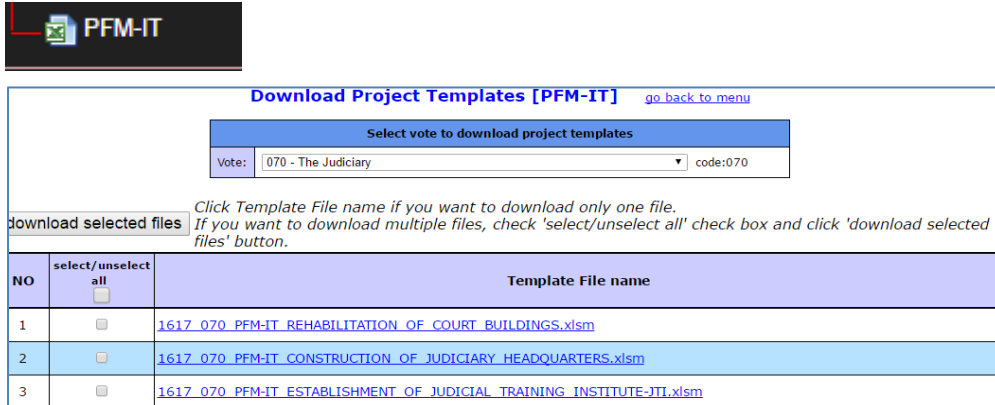 PFM-IT
Download Project Templates [PFM-IT] go back to menu
Select vote to download project templates
Vote: 070 - The Judiciary code:070
Click Template File name if you want to download only one file.
download selected files If you want to download multiple files, check 'select/unselect all' check box and click 'download selected
files' button.
NO select/unselect all Template File name
1 1617_070_PFM-IT_REHABILITATION_OF_COURT_BUILDINGS.xlsm
2 1617_070_PFM-IT_CONSTRUCTION_OF_JUDICIARY_HEADQUARTERS.xlsm
3 1617_070_PFM-IT_ESTABLISHMENT_OF_JUDICIAL_TRAINING_INSTITUTE-JTI.xlsm